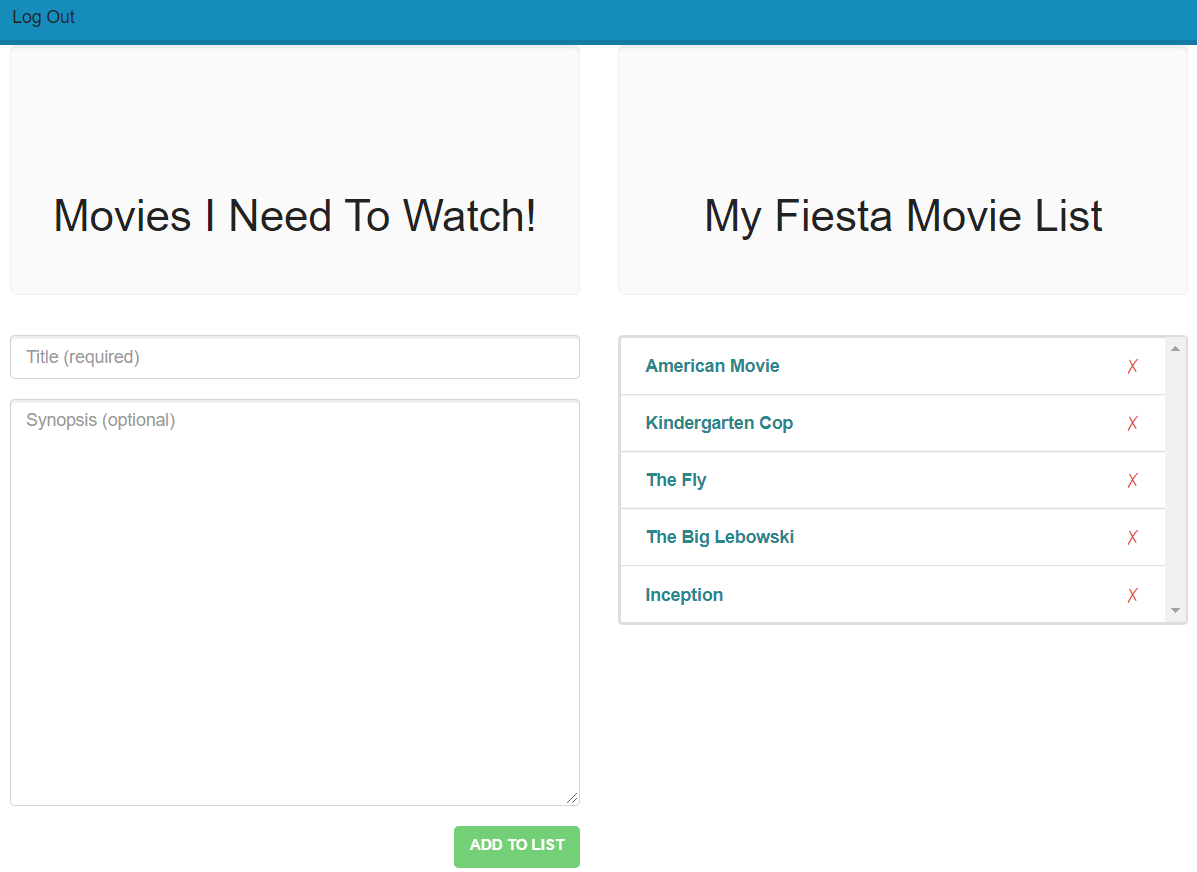 Log Out
Movies I Need To Watch!
Title (required)
Synopsis (optional)
ADD TO LIST
My Fiesta Movie List
American Movie ✗
Kindergarten Cop ✗
The Fly ✗
The Big Lebowski ✗
Inception ✗